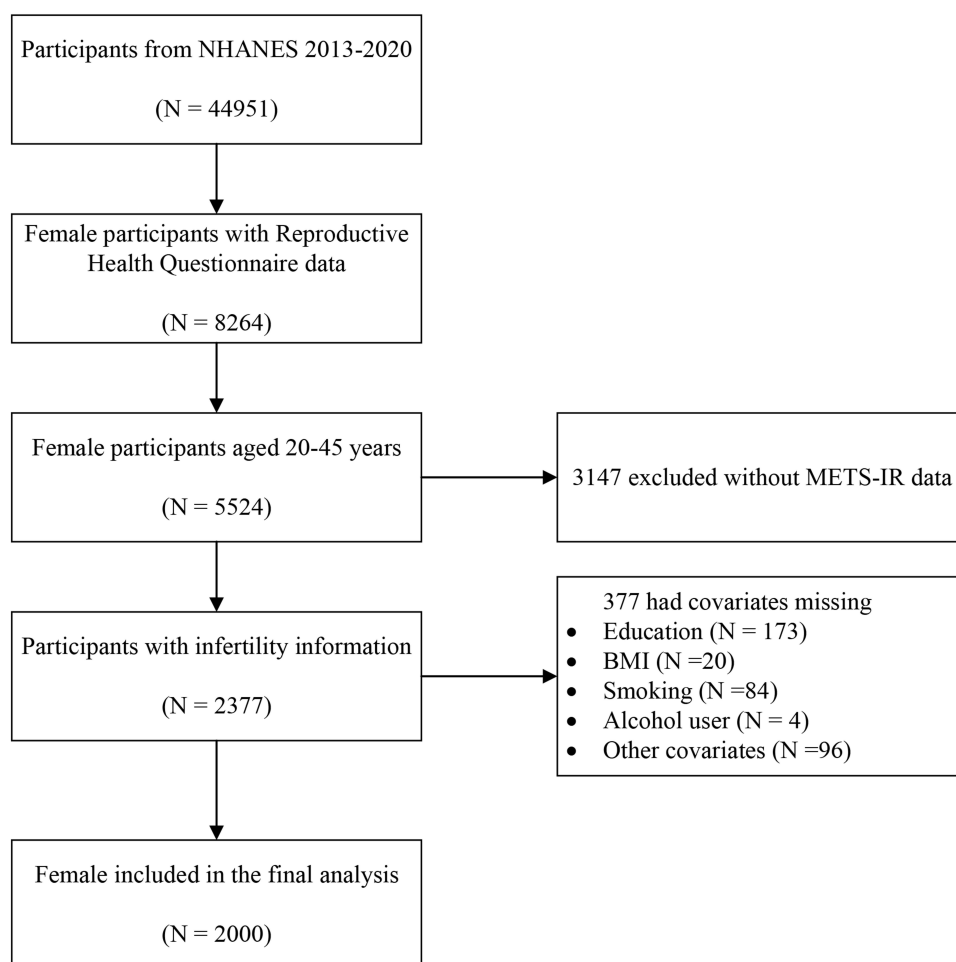 Participants from NHANES 2013-2020
(N = 44951)
Female participants with Reproductive
Health Questionnaire data
(N = 8264)
Female participants aged 20-45 years
(N = 5524)
3147 excluded without METS-IR data
Participants with infertility information
(N = 2377)
377 had covariates missing
• Education (N = 173)
• BMI (N =20)
• Smoking (N =84)
• Alcohol user (N = 4)
• Other covariates (N =96)
Female included in the final analysis
(N = 2000)